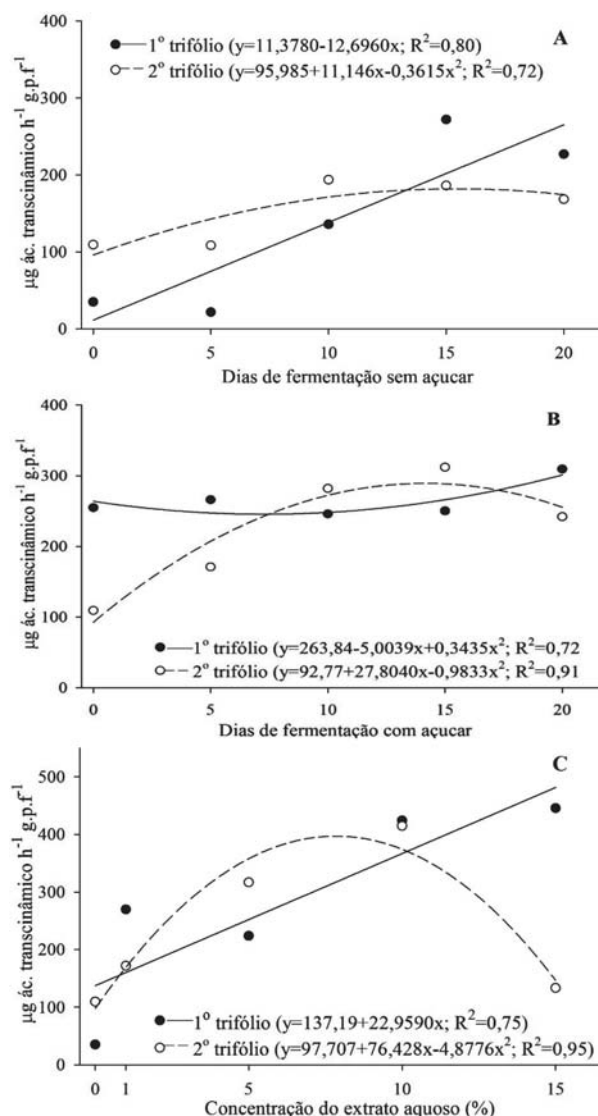 A
1º trifólio (y=11,3780-12,6960x; R²=0,80)
2º trifólio (y=95,985+11,146x-0,3615x²; R²=0,72)
µg ác. transcinâmico h⁻¹ g.p.f⁻¹
400
300
200
100
0
0 5 10 15 20
Dias de fermentação sem açucar
B
µg ác. transcinâmico h⁻¹ g.p.f⁻¹
400
300
200
100
0
1º trifólio (y=263,84-5,0039x+0,3435x²; R²=0,72
2º trifólio (y=92,77+27,8040x-0,9833x²; R²=0,91
0 5 10 15 20
Dias de fermentação com açucar
C
µg ác. transcinâmico h⁻¹ g.p.f⁻¹
500
400
300
200
100
0
1º trifólio (y=137,19+22,9590x; R²=0,75)
2º trifólio (y=97,707+76,428x-4,8776x²; R²=0,95)
0 1 5 10 15
Concentração do extrato aquoso (%)